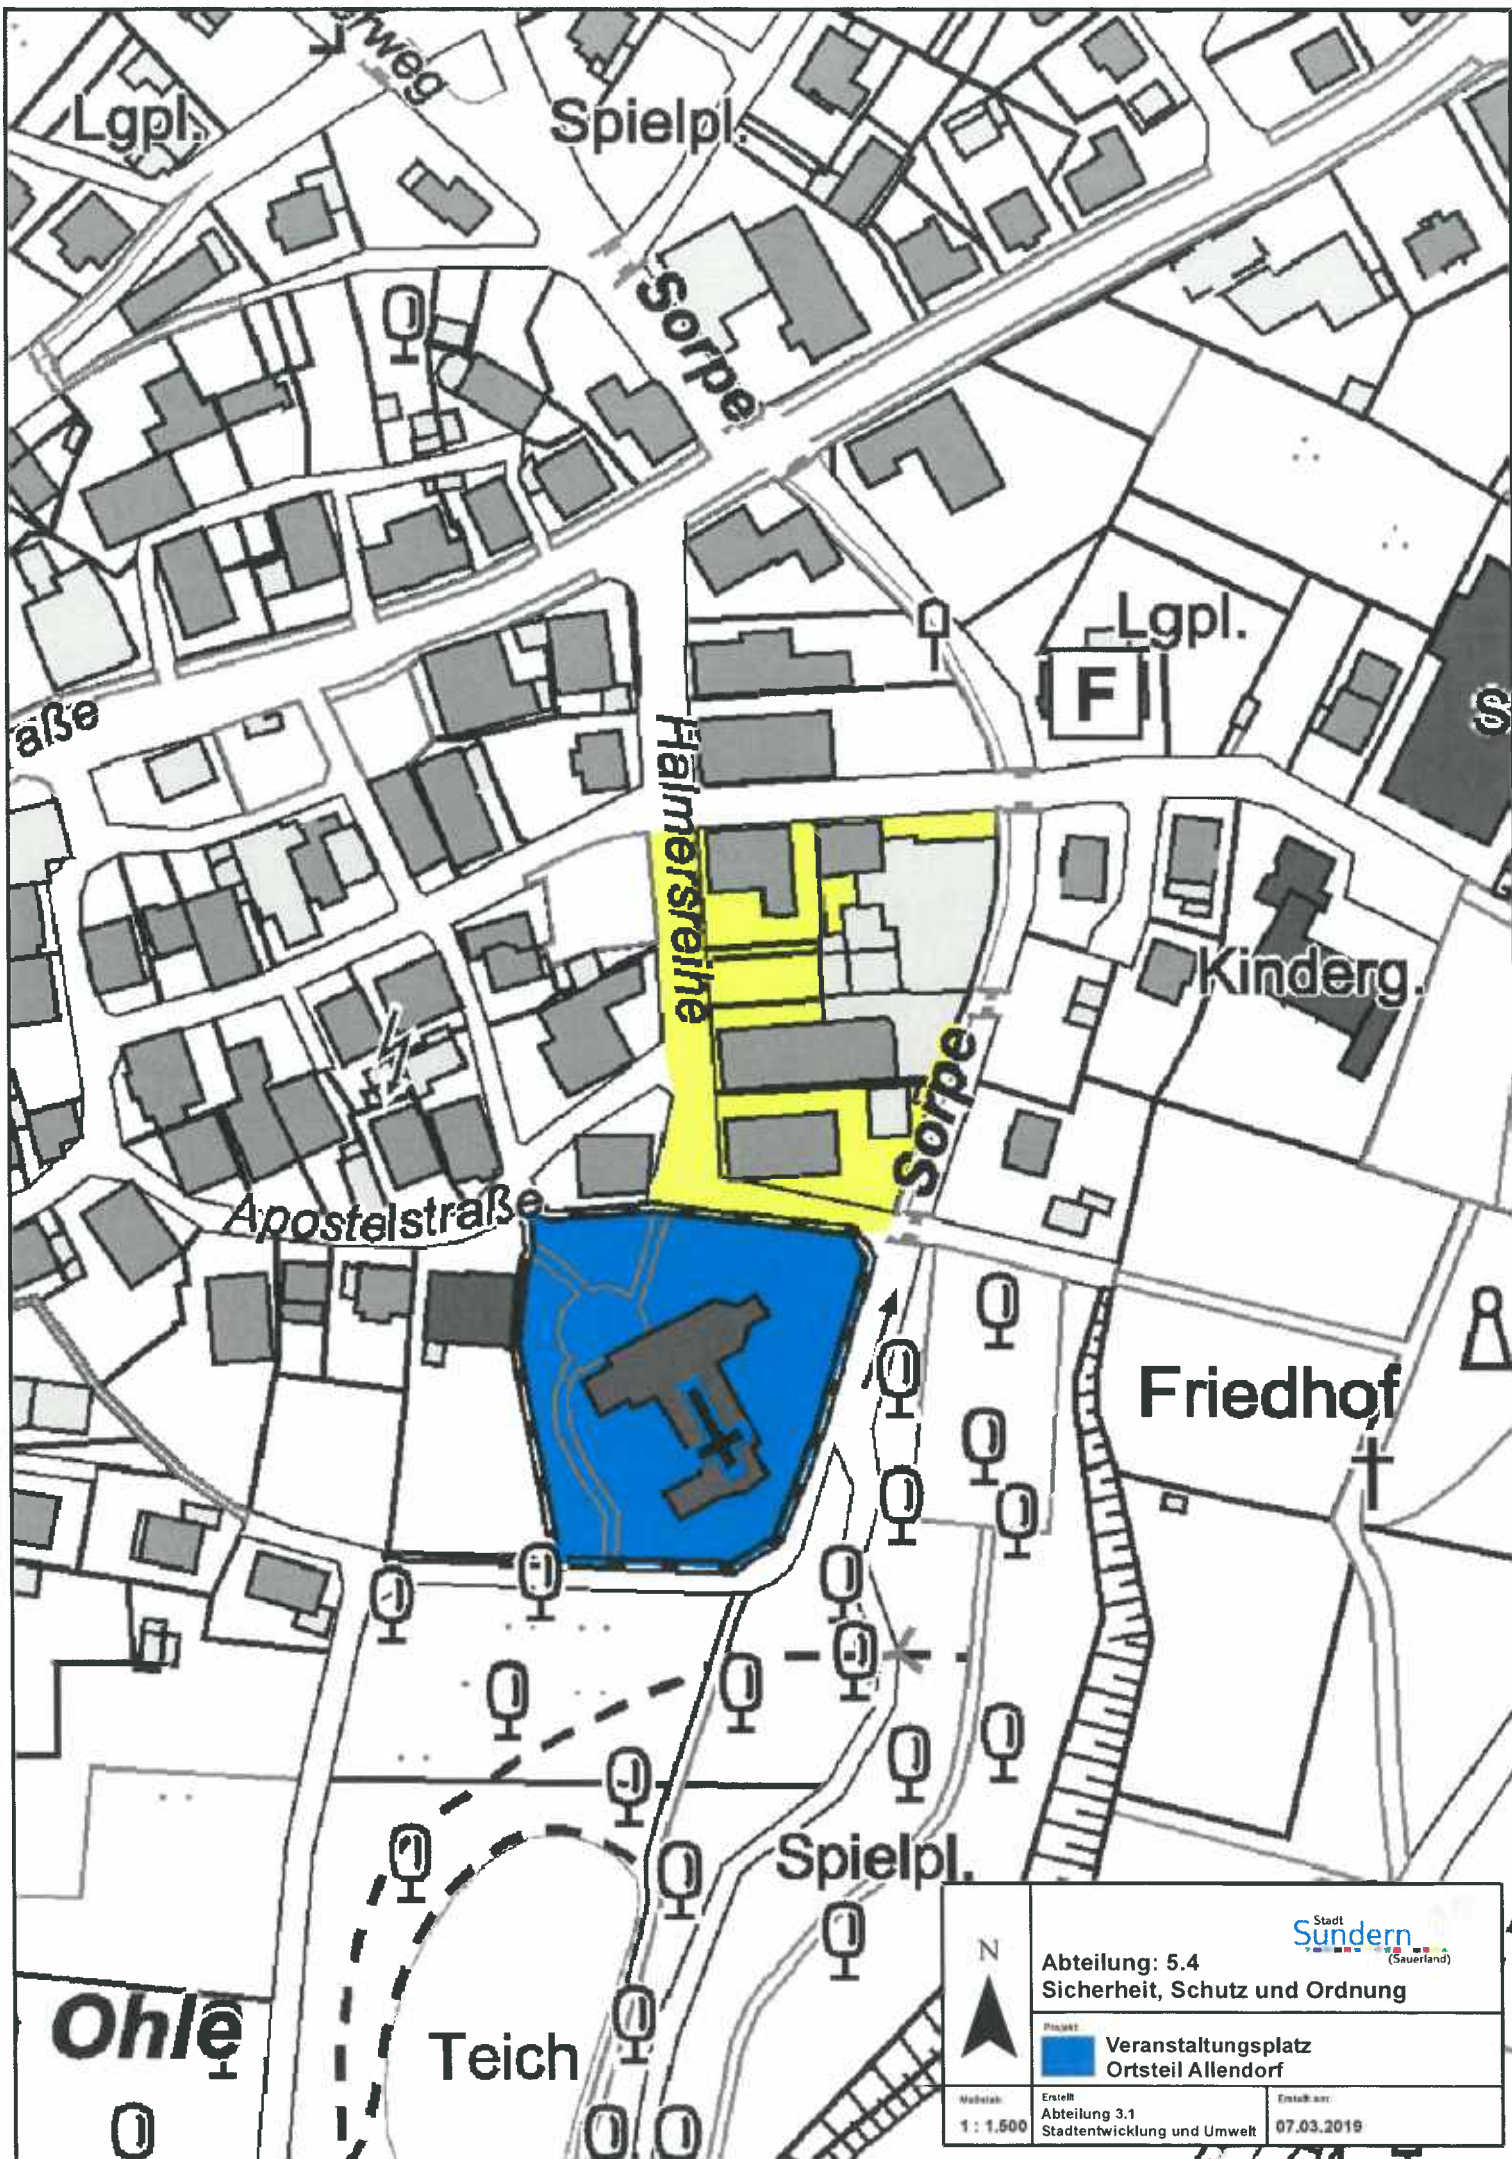 erweg
Lgpl.
Spielpl.
Sorpe
Lgpl.
F
S
aße
Halmersreihe
Kinderg.
Sorpe
Apostelstraße
Friedhof
Spielpl.
Ohle
Teich
N
Stadt
Sundern
(Sauerland)
Abteilung: 5.4
Sicherheit, Schutz und Ordnung
Projekt:
Veranstaltungsplatz
Ortsteil Allendorf
Maßstab:
1 : 1.500
Erstellt
Abteilung 3.1
Stadtentwicklung und Umwelt
Erstellt am:
07.03.2019